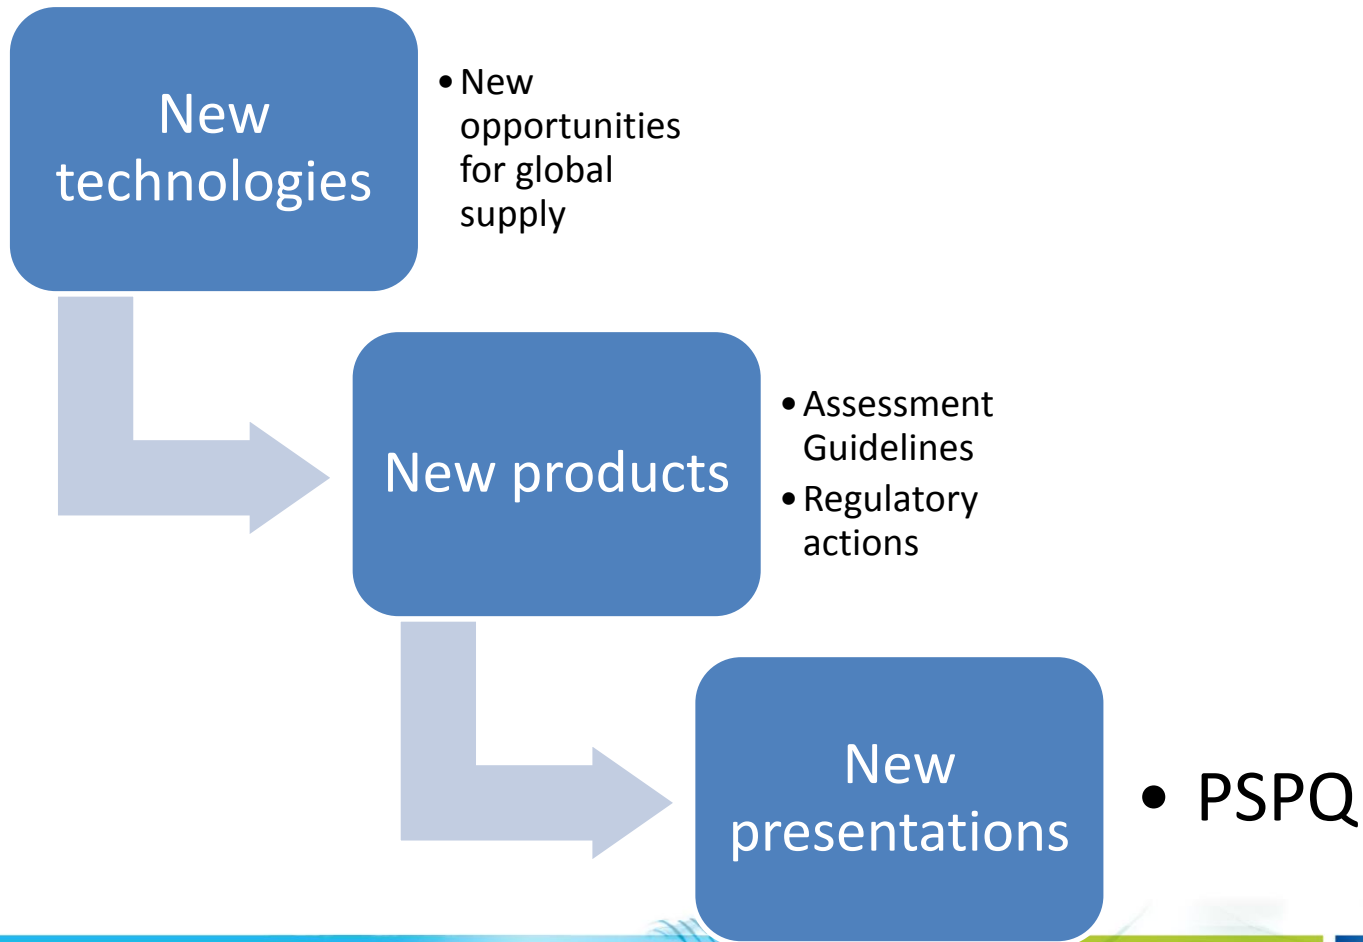 New
technologies
• New
opportunities
for global
supply
New products
• Assessment
Guidelines
• Regulatory
actions
New
presentations
• PSPQ